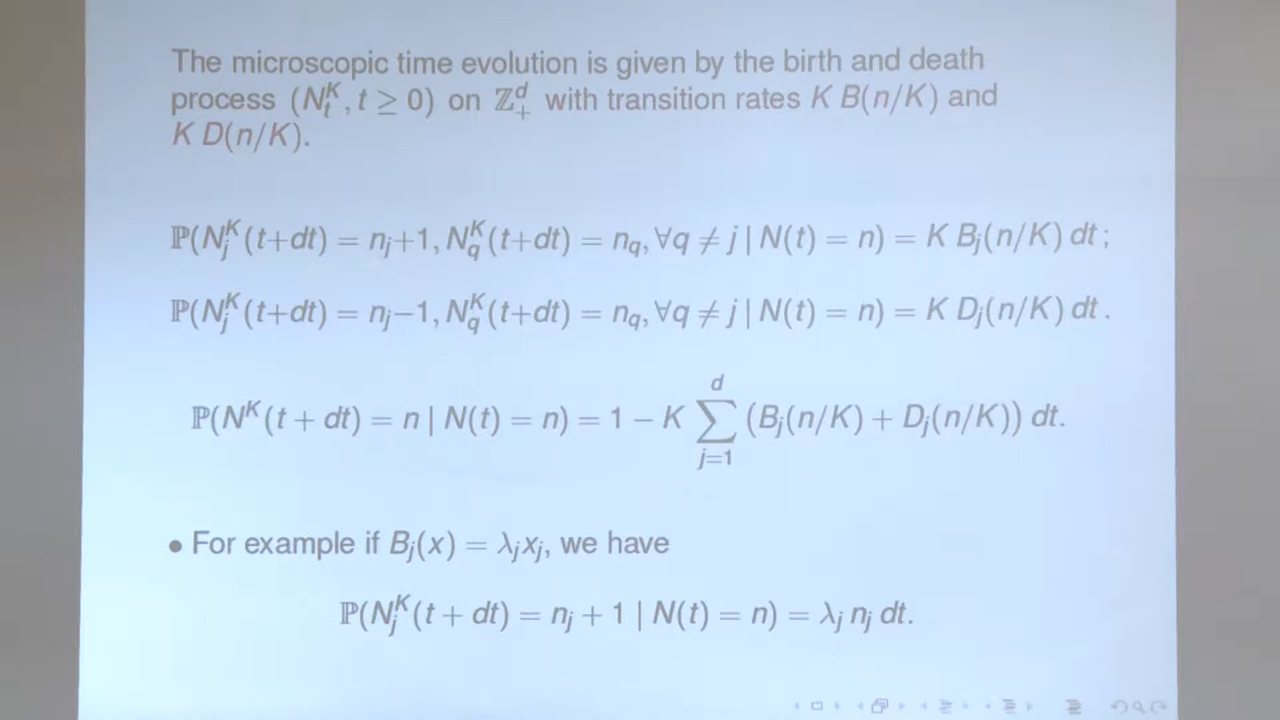 The microscopic time evolution is given by the birth and death
process (N_t^K, t ≥ 0) on ℤ_+^d with transition rates K B(n/K) and
K D(n/K).
ℙ(N_j^K(t+dt) = n_j+1, N_q^K(t+dt) = n_q, ∀q ≠ j | N(t) = n) = K B_j(n/K) dt ;
ℙ(N_j^K(t+dt) = n_j−1, N_q^K(t+dt) = n_q, ∀q ≠ j | N(t) = n) = K D_j(n/K) dt .
ℙ(N^K(t + dt) = n | N(t) = n) = 1 − K ∑_{j=1}^d (B_j(n/K) + D_j(n/K)) dt.
• For example if B_j(x) = λ_j x_j, we have
ℙ(N_j^K(t + dt) = n_j + 1 | N(t) = n) = λ_j n_j dt.